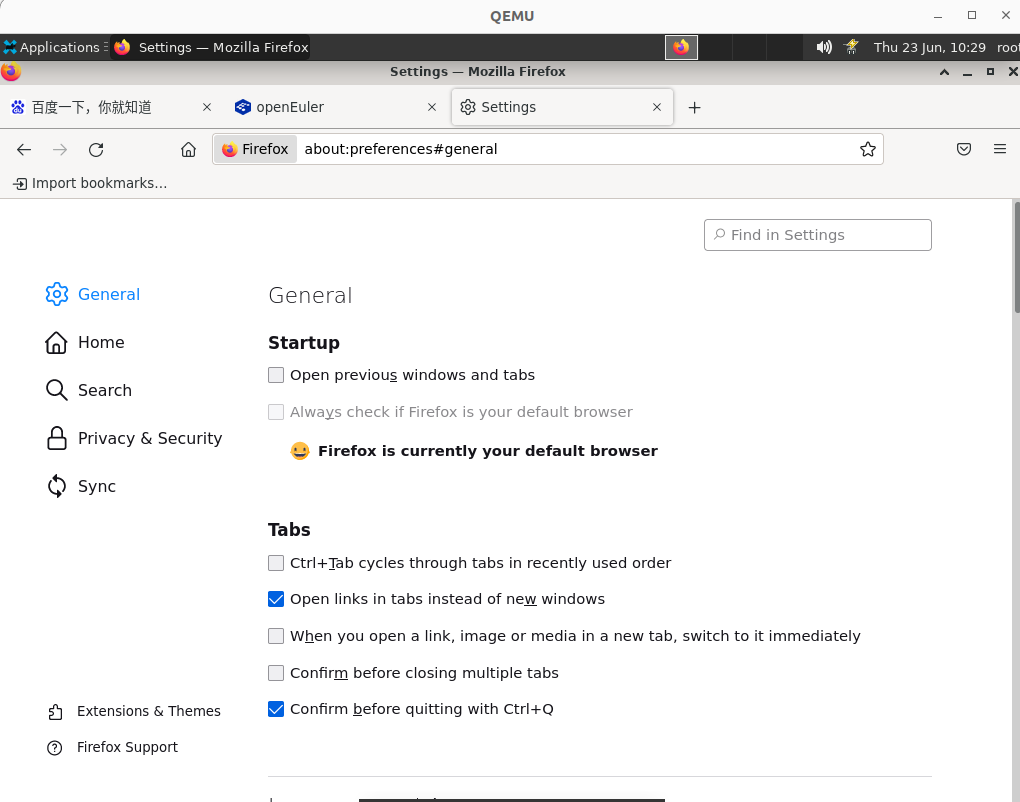 QEMU
Applications
Settings — Mozilla Firefox
Thu 23 Jun, 10:29
root
Settings — Mozilla Firefox
百度一下，你就知道
openEuler
Settings
Firefox
about:preferences#general
Import bookmarks…
Find in Settings
General
Home
Search
Privacy & Security
Sync
Extensions & Themes
Firefox Support
General
Startup
Open previous windows and tabs
Always check if Firefox is your default browser
Firefox is currently your default browser
Tabs
Ctrl+Tab cycles through tabs in recently used order
Open links in tabs instead of new windows
When you open a link, image or media in a new tab, switch to it immediately
Confirm before closing multiple tabs
Confirm before quitting with Ctrl+Q